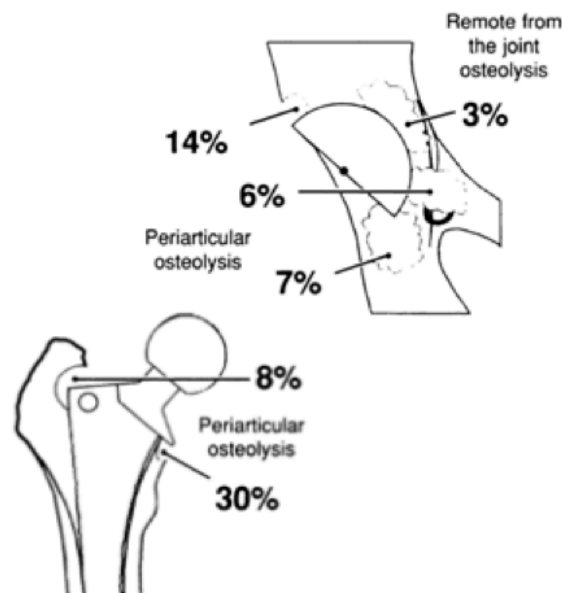 Remote from
the joint
osteolysis
3%
14%
6%
Periarticular
osteolysis
7%
8%
Periarticular
osteolysis
30%